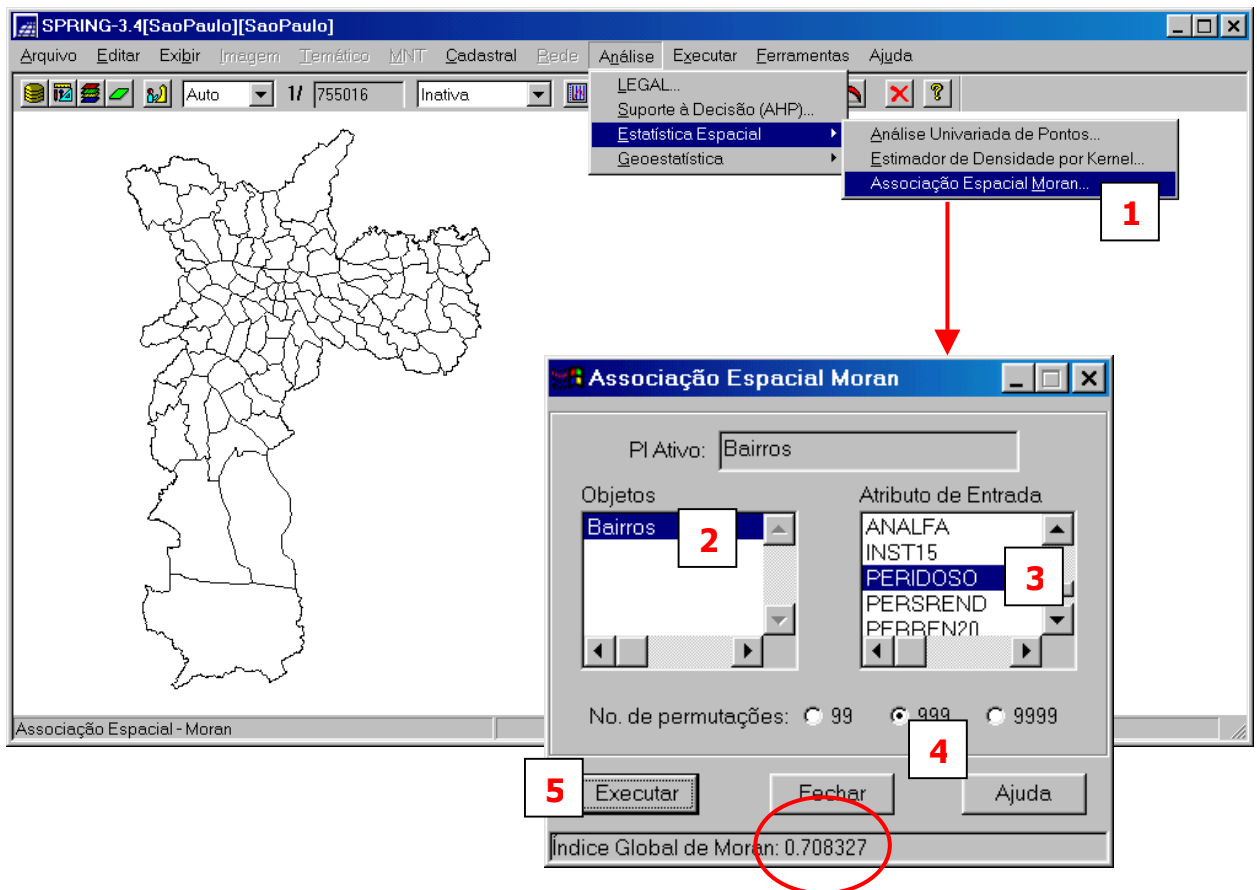 SPRING-3.4[SaoPaulo][SaoPaulo]
Arquivo Editar Exibir Imagem Temático MNT Cadastral Rede Análise Executar Ferramentas Ajuda
Auto 1/ 755016 Inativa
LEGAL...
Suporte à Decisão (AHP)...
Estatística Espacial
Geoestatística
Análise Univariada de Pontos...
Estimador de Densidade por Kernel...
Associação Espacial Moran...
1
Associação Espacial Moran
PI Ativo: Bairros
Objetos
Bairros
2
Atributo de Entrada
ANALFA
INST15
PERIDOSO
PERSREND
PERREN20
3
No. de permutações: 99 999 9999
4
5
Executar Fechar Ajuda
Índice Global de Moran: 0.708327
Associação Espacial - Moran